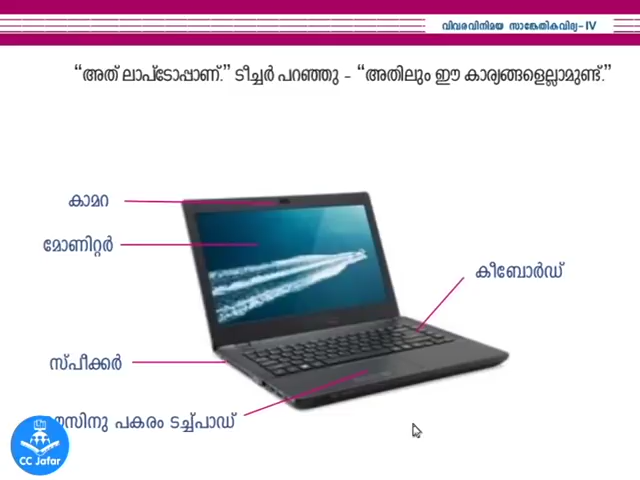 വിവരവിനിമയ സാങ്കേതികവിദ്യ-IV
“അത് ലാപ്ടോപ്പാണ്.” ടീച്ചർ പറഞ്ഞു - “അതിലും ഈ കാര്യങ്ങളെല്ലാമുണ്ട്.”
കാമറ
മോണിറ്റർ
കീബോർഡ്
സ്പീക്കർ
പകരം ടച്ച്പാഡ്
CC Jafar